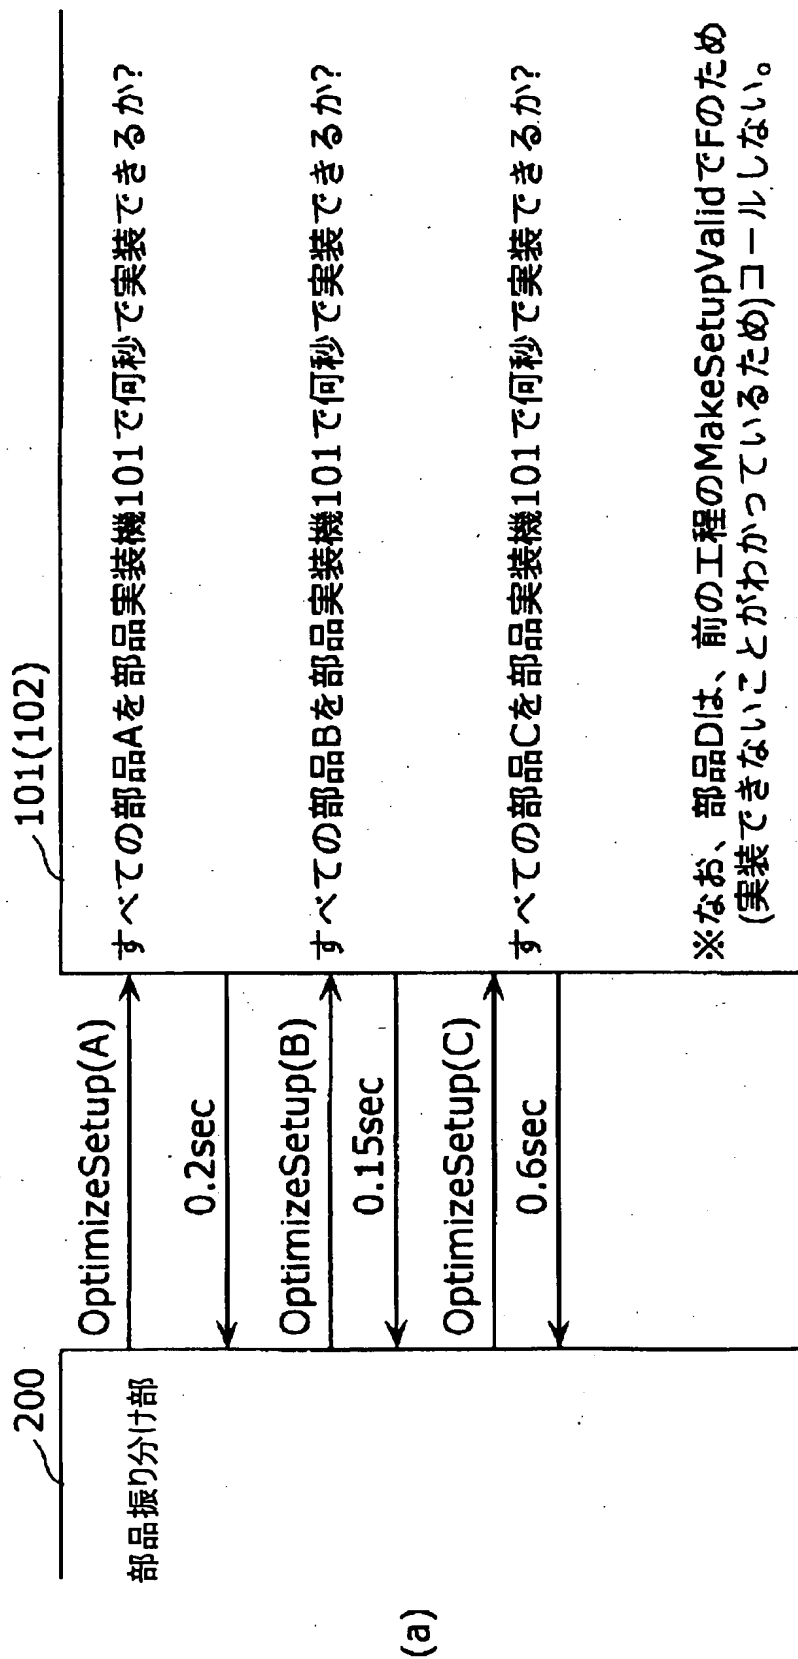 (a)
200
部品振り分け部
OptimizeSetup(A)
0.2sec
OptimizeSetup(B)
0.15sec
OptimizeSetup(C)
0.6sec
101(102)
すべての部品Aを部品実装機101で何秒で実装できるか?
すべての部品Bを部品実装機101で何秒で実装できるか?
すべての部品Cを部品実装機101で何秒で実装できるか?
※なお、部品Dは、前の工程のMakeSetupValidでFのため
(実装できないことがわかっているため)コールしない。